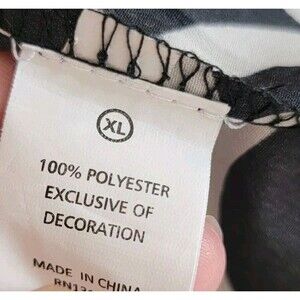 XL
100% POLYESTER
EXCLUSIVE OF
DECORATION
MADE IN CHINA